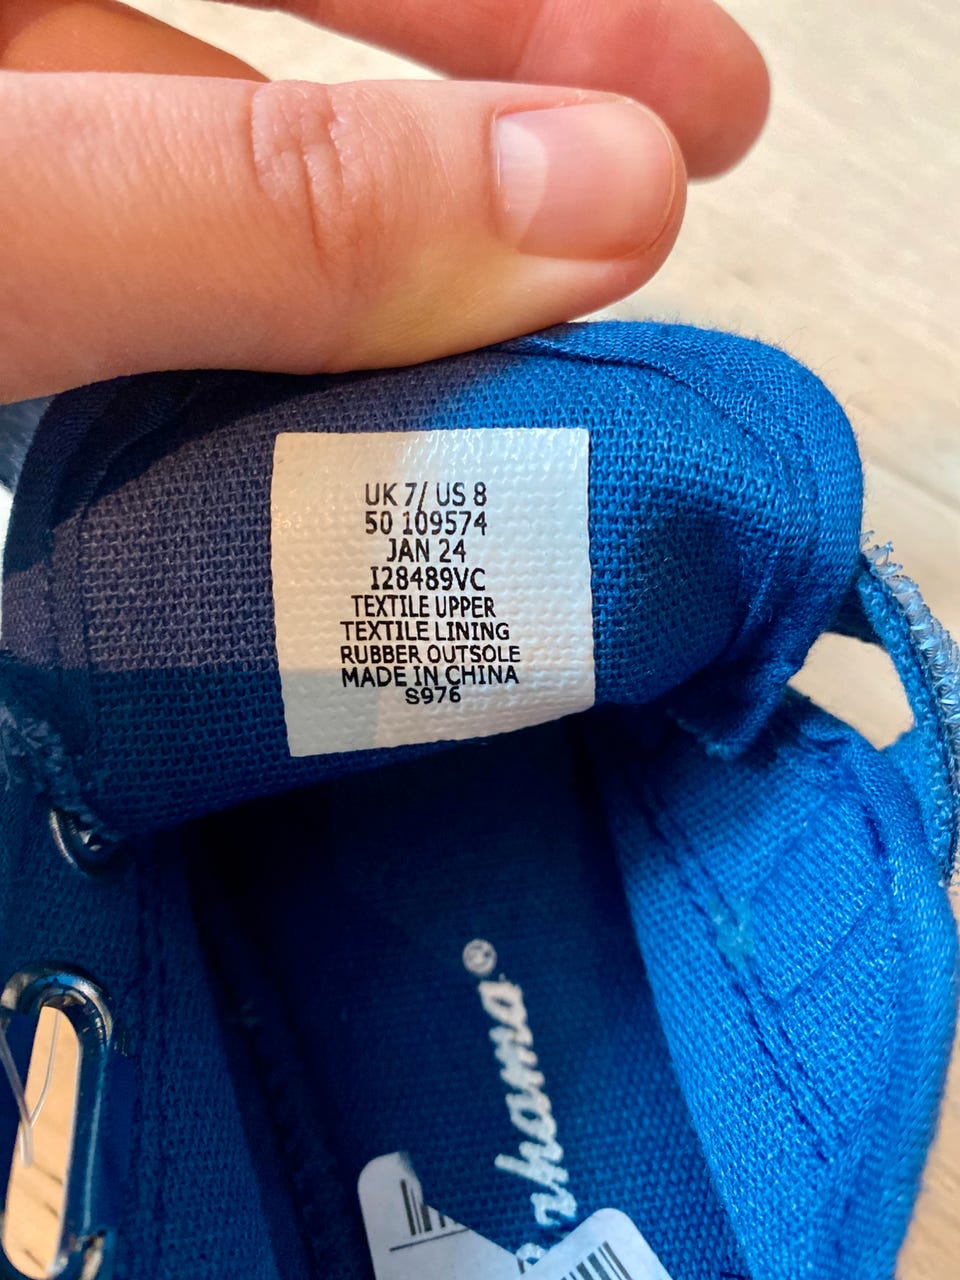 UK 7/ US 8
50 109574
JAN 24
I28489VC
TEXTILE UPPER
TEXTILE LINING
RUBBER OUTSOLE
MADE IN CHINA
S976